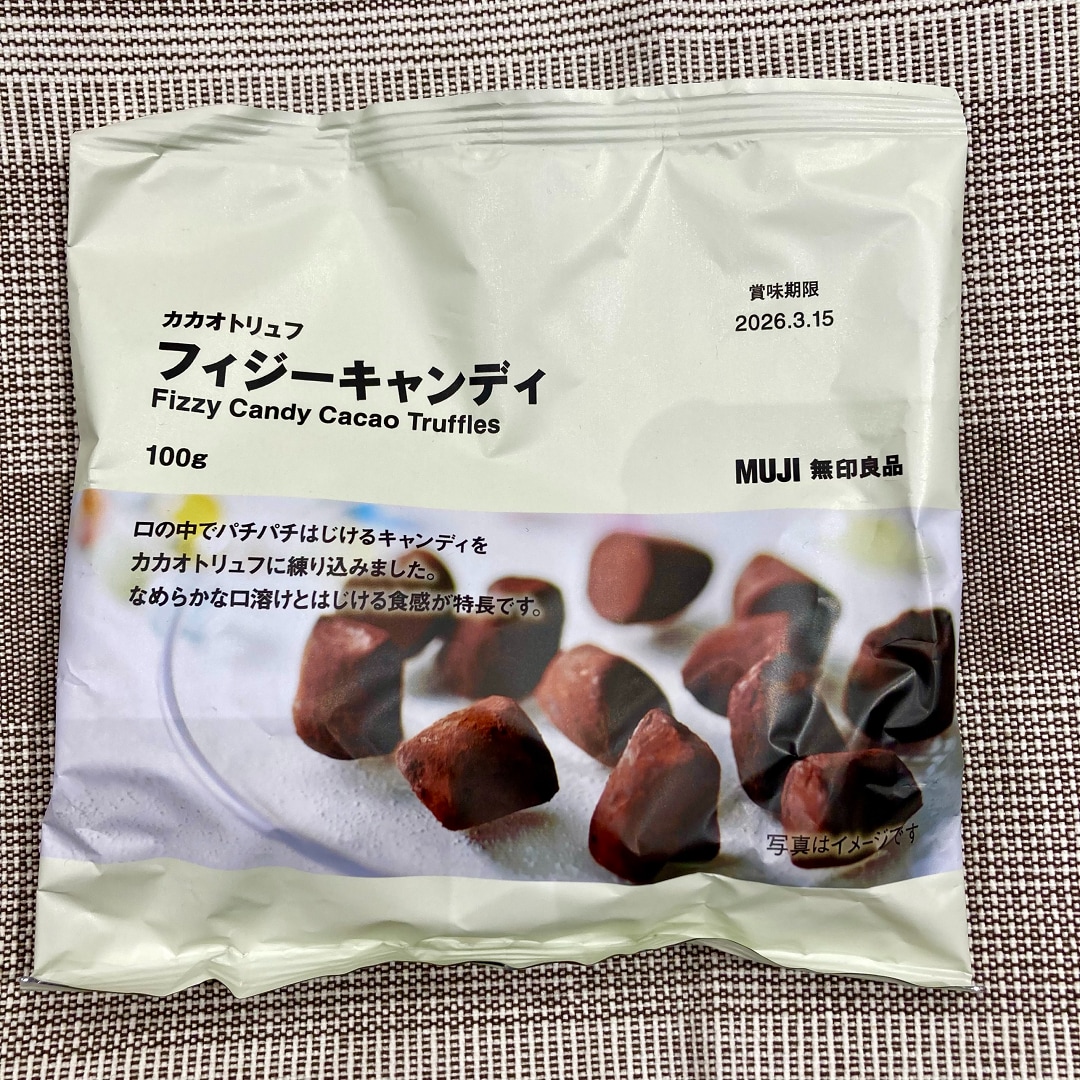 賞味期限
2026.3.15
カカオトリュフ
フィジーキャンディ
Fizzy Candy Cacao Truffles
100g
MUJI 無印良品
口の中でパチパチはじけるキャンディを
カカオトリュフに練り込みました。
なめらかな口溶けとはじける食感が特長です。
写真はイメージです